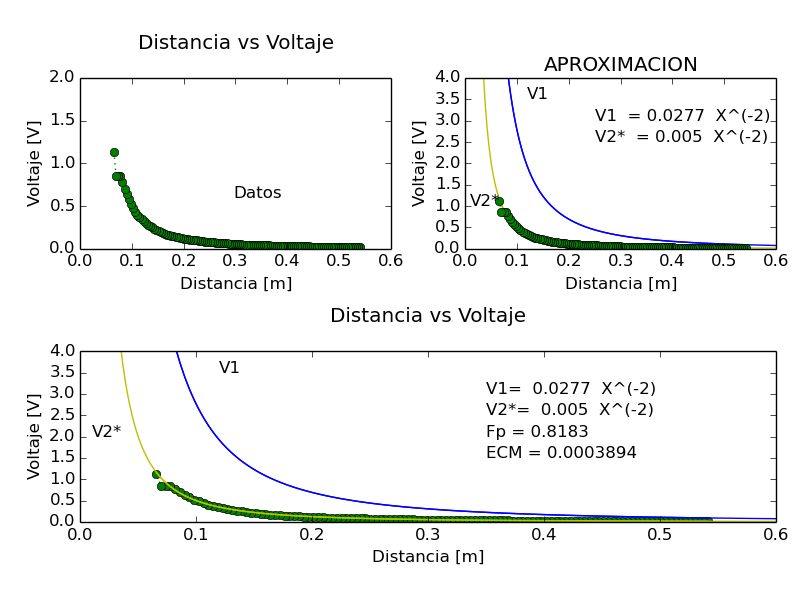 Distancia vs Voltaje
2.0
1.5
1.0
0.5
0.0
Voltaje [V]
Datos
0.0 0.1 0.2 0.3 0.4 0.5 0.6
Distancia [m]
APROXIMACION
4.0
3.5
3.0
2.5
2.0
1.5
1.0
0.5
0.0
Voltaje [V]
V1
V1  = 0.0277  X^(-2)
V2*  = 0.005  X^(-2)
V2*
0.0 0.1 0.2 0.3 0.4 0.5 0.6
Distancia [m]
Distancia vs Voltaje
4.0
3.5
3.0
2.5
2.0
1.5
1.0
0.5
0.0
Voltaje [V]
V1
V2*
V1=  0.0277  X^(-2)
V2*=  0.005  X^(-2)
Fp = 0.8183
ECM = 0.0003894
0.0 0.1 0.2 0.3 0.4 0.5 0.6
Distancia [m]